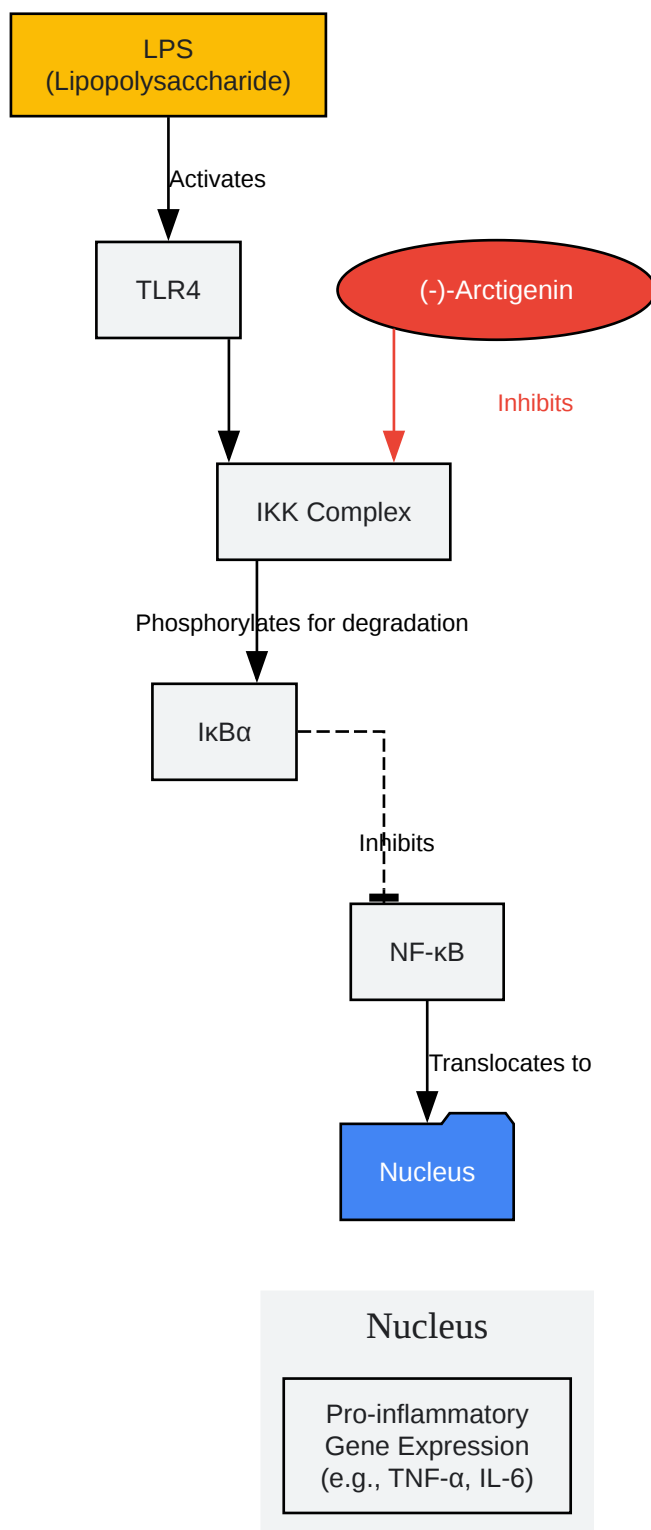 LPS
(Lipopolysaccharide)
Activates
TLR4
(-)-Arctigenin
Inhibits
IKK Complex
Phosphorylates for degradation
IκBα
Inhibits
NF-κB
Translocates to
Nucleus
Nucleus
Pro-inflammatory
Gene Expression
(e.g., TNF-α, IL-6)